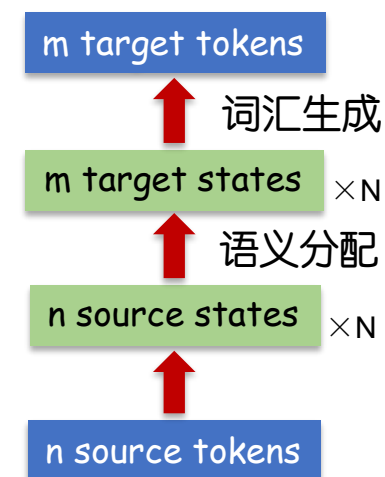 m target tokens
词汇生成
m target states ×N
语义分配
n source states ×N
n source tokens